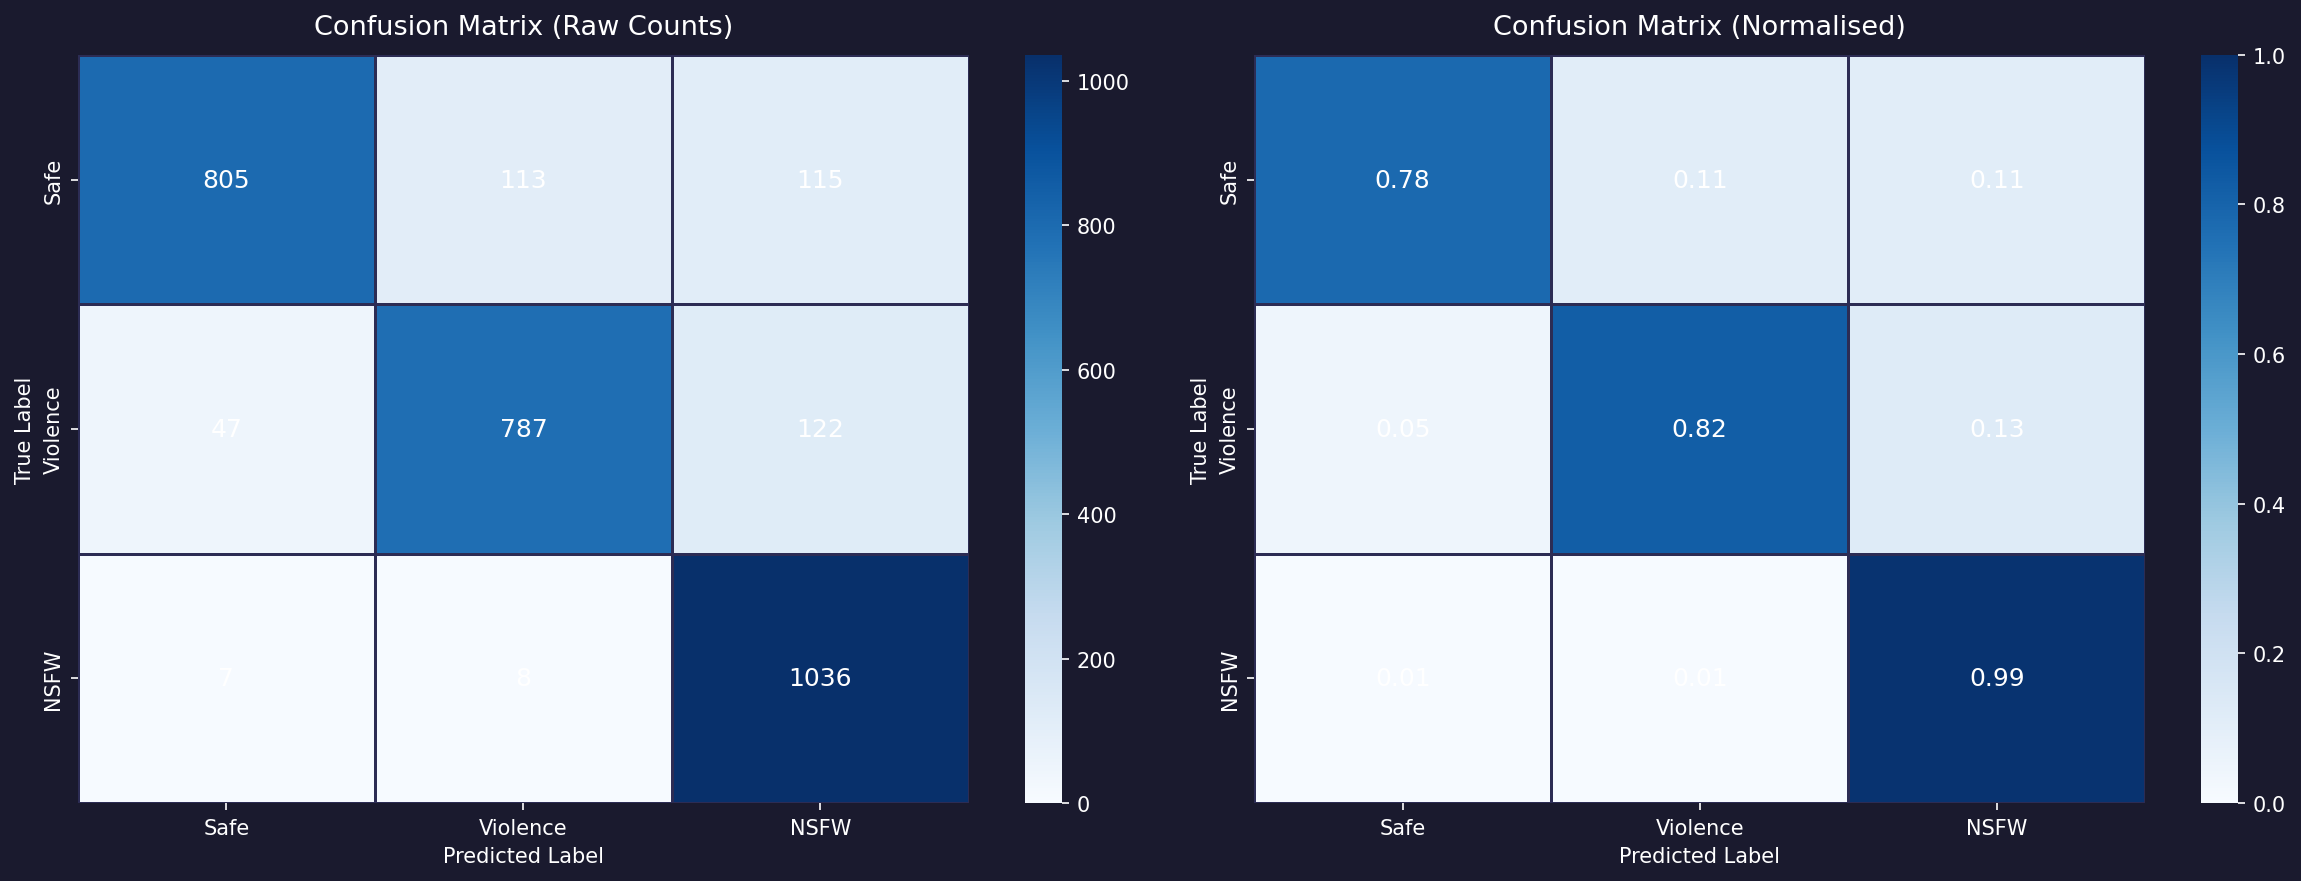 Confusion Matrix (Raw Counts)
805 113 115
47 787 122
7 8 1036
Safe
Violence
NSFW
True Label
Safe Violence NSFW
Predicted Label
1000
800
600
400
200
0
Confusion Matrix (Normalised)
0.78 0.11 0.11
0.05 0.82 0.13
0.01 0.01 0.99
Safe
Violence
NSFW
True Label
Safe Violence NSFW
Predicted Label
1.0
0.8
0.6
0.4
0.2
0.0